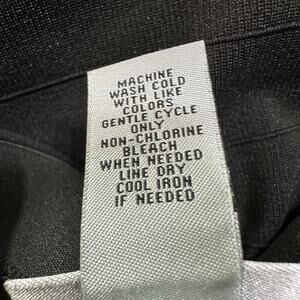 MACHINE
WASH COLD
WITH LIKE
COLORS
GENTLE CYCLE
ONLY
NON-CHLORINE
BLEACH
WHEN NEEDED
LINE DRY
COOL IRON
IF NEEDED